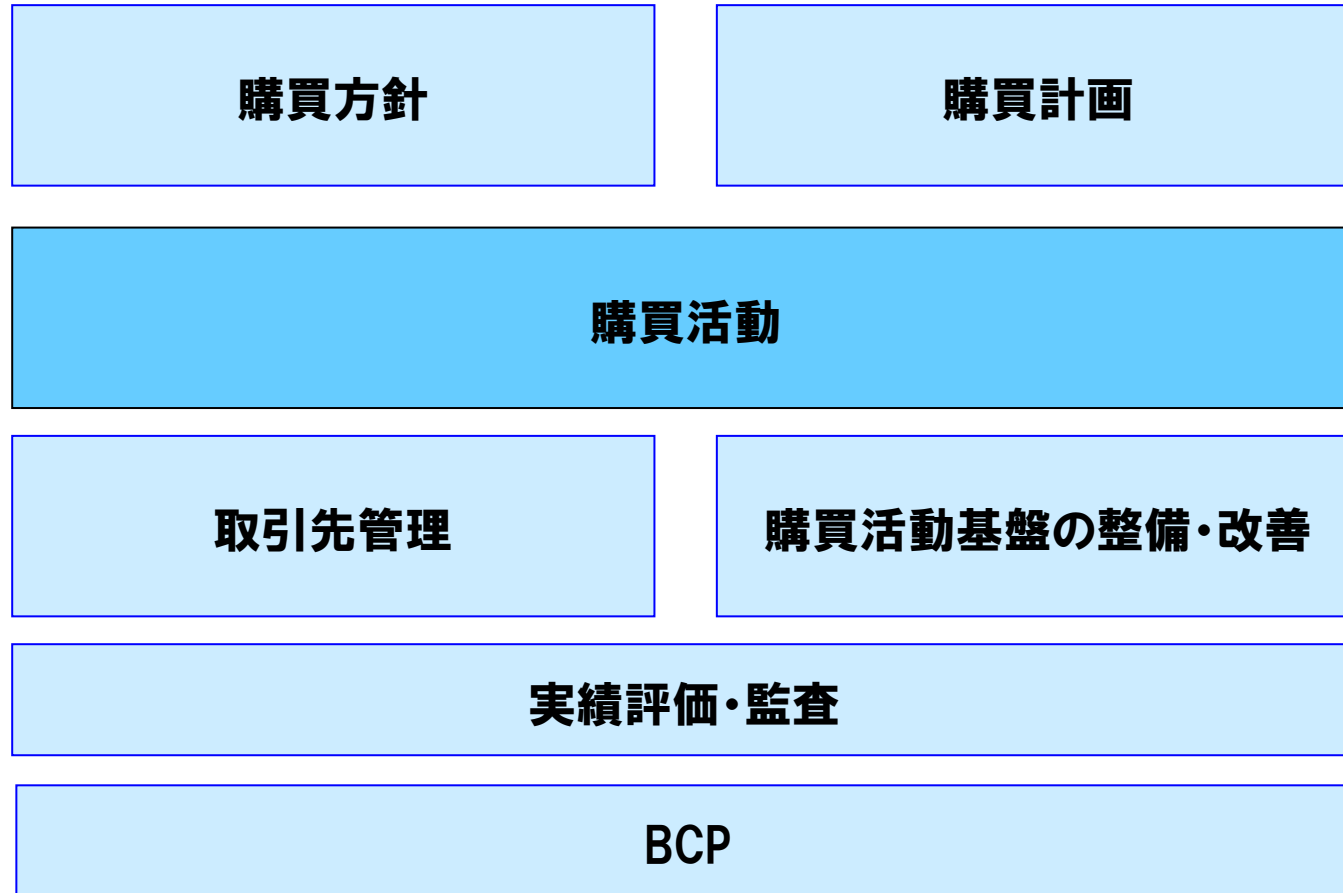 購買方針
購買計画
購買活動
取引先管理
購買活動基盤の整備・改善
実績評価・監査
BCP